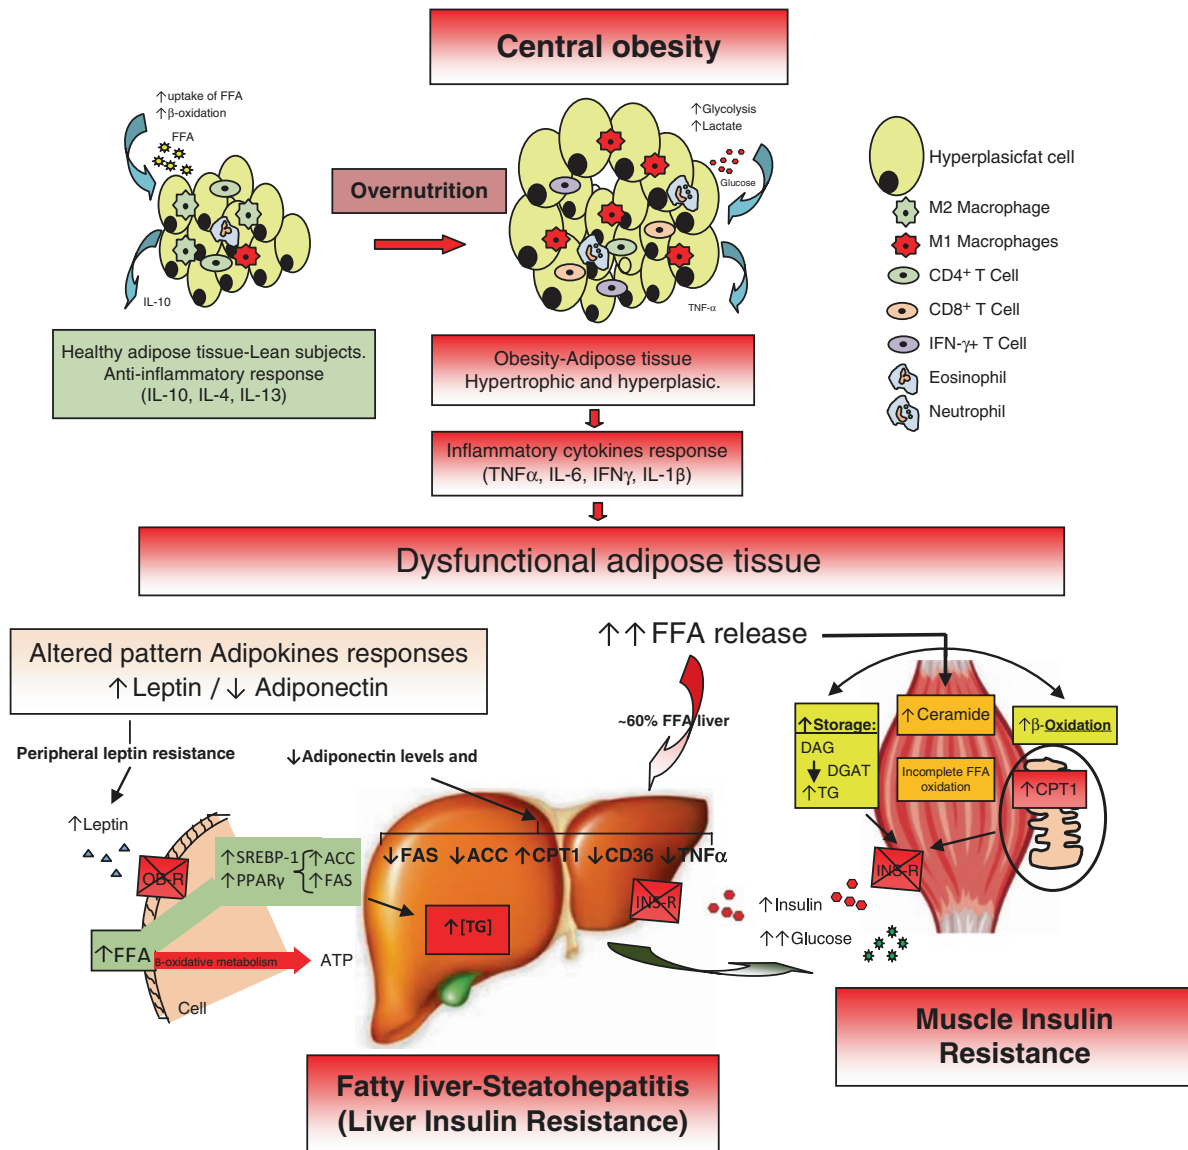 Central obesity
↑uptake of FFA
↑β-oxidation
FFA
IL-10
Overnutrition
↑Glycolysis
↑Lactate
Glucose
TNF-α
Hyperplasicfat cell
M2 Macrophage
M1 Macrophages
CD4+ T Cell
CD8+ T Cell
IFN-γ+ T Cell
Eosinophil
Neutrophil
Healthy adipose tissue-Lean subjects.
Anti-inflammatory response
(IL-10, IL-4, IL-13)
Obesity-Adipose tissue
Hypertrophic and hyperplasic.
Inflammatory cytokines response
(TNFα, IL-6, IFNγ, IL-1β)
Dysfunctional adipose tissue
Altered pattern Adipokines responses
↑ Leptin / ↓ Adiponectin
Peripheral leptin resistance
↑Leptin
OB-R
↑SREBP-1
↑PPARγ
↑ACC
↑FAS
↑FFA
β-oxidative metabolism
ATP
Cell
↓Adiponectin levels and
↓FAS ↓ACC ↑CPT1 ↓CD36 ↓TNFα
↑[TG]
INS-R
↑↑FFA release
~60% FFA liver
↑Insulin
↑↑Glucose
↑Storage:
DAG
DGAT
↑TG
↑Ceramide
Incomplete FFA
oxidation
↑β-Oxidation
↑CPT1
INS-R
Muscle Insulin
Resistance
Fatty liver-Steatohepatitis
(Liver Insulin Resistance)